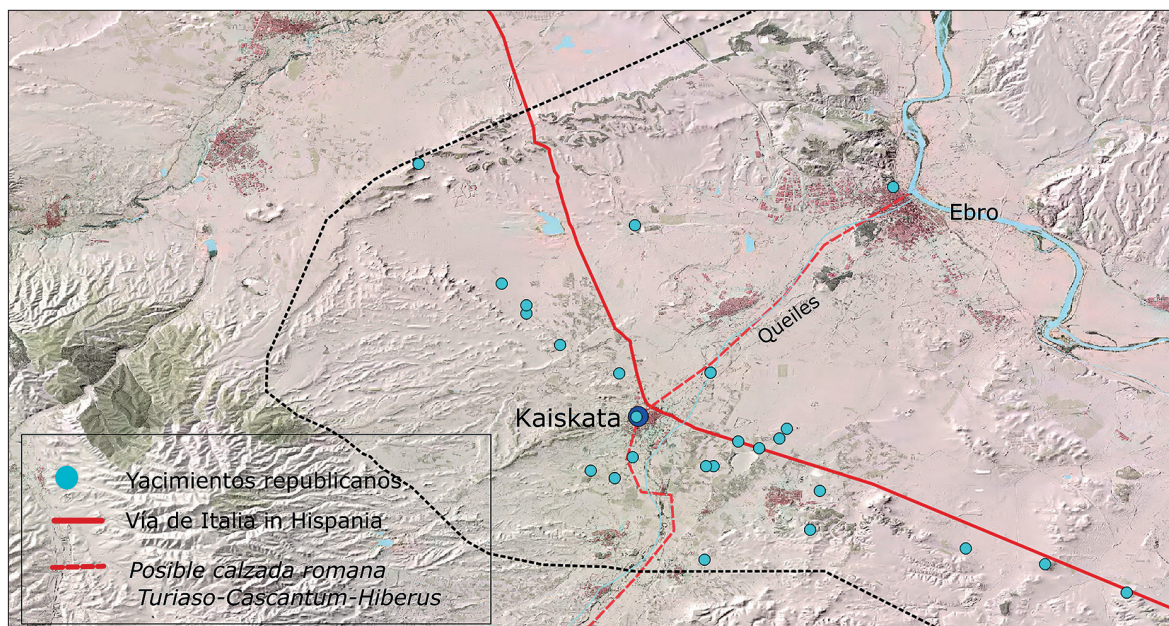 Ebro
Queiles
Kaiskata
Yacimientos republicanos
Vía de Italia in Hispania
Posible calzada romana
Turiaso-Cascantum-Hiberus